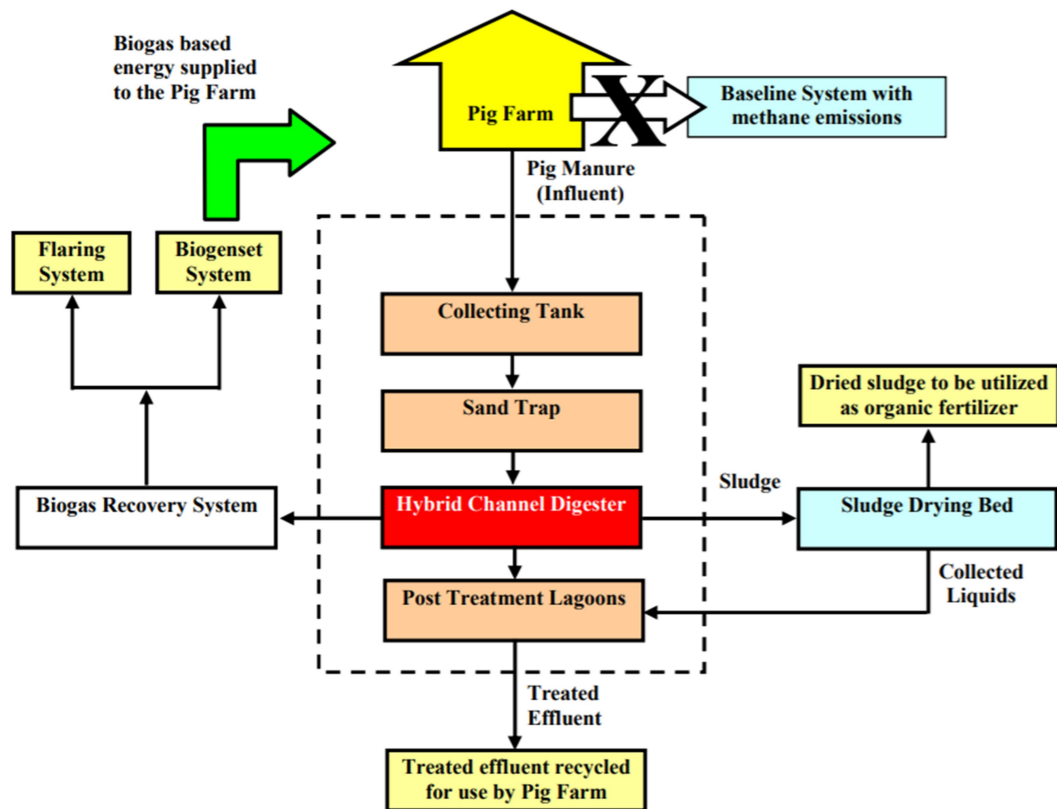 Biogas based
energy supplied
to the Pig Farm
Pig Farm
X
Baseline System with
methane emissions
Pig Manure
(Influent)
Flaring
System
Biogenset
System
Collecting Tank
Sand Trap
Dried sludge to be utilized
as organic fertilizer
Biogas Recovery System
Hybrid Channel Digester
Sludge
Sludge Drying Bed
Collected
Liquids
Post Treatment Lagoons
Treated
Effluent
Treated effluent recycled
for use by Pig Farm